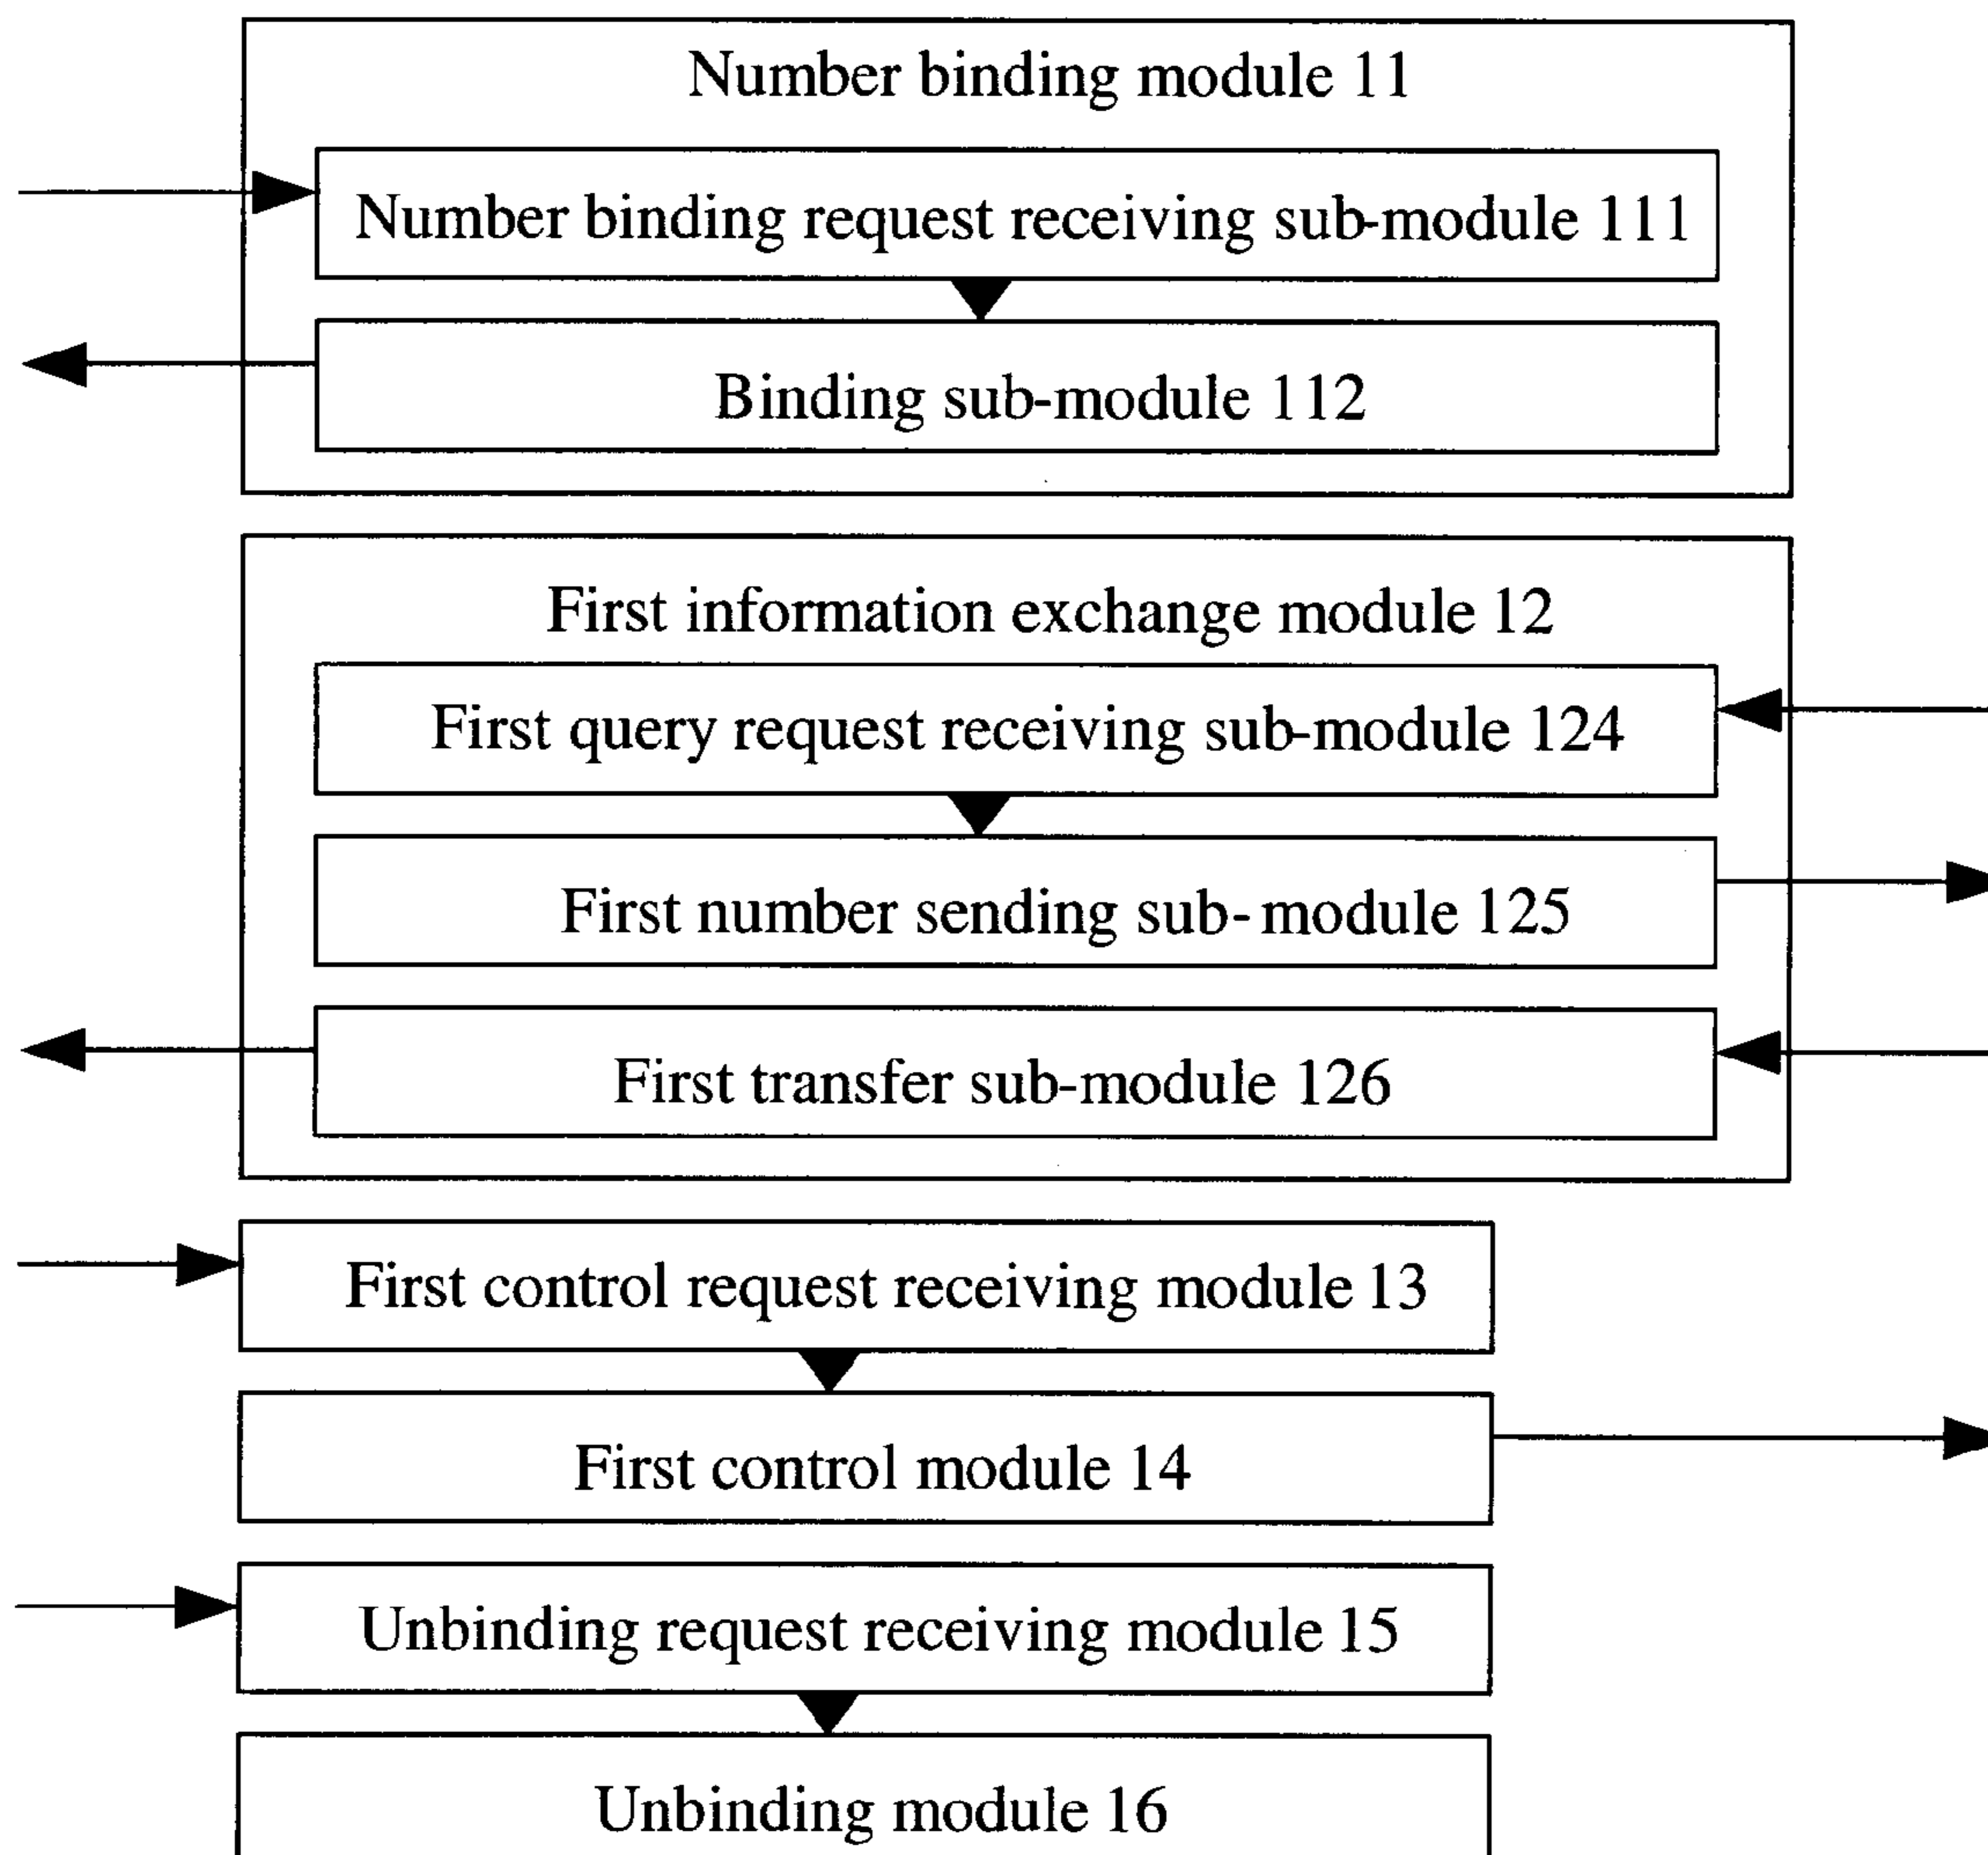 Number binding module 11
Number binding request receiving sub-module 111
Binding sub-module 112
First information exchange module 12
First query request receiving sub-module 124
First number sending sub-module 125
First transfer sub-module 126
First control request receiving module 13
First control module 14
Unbinding request receiving module 15
Unbinding module 16